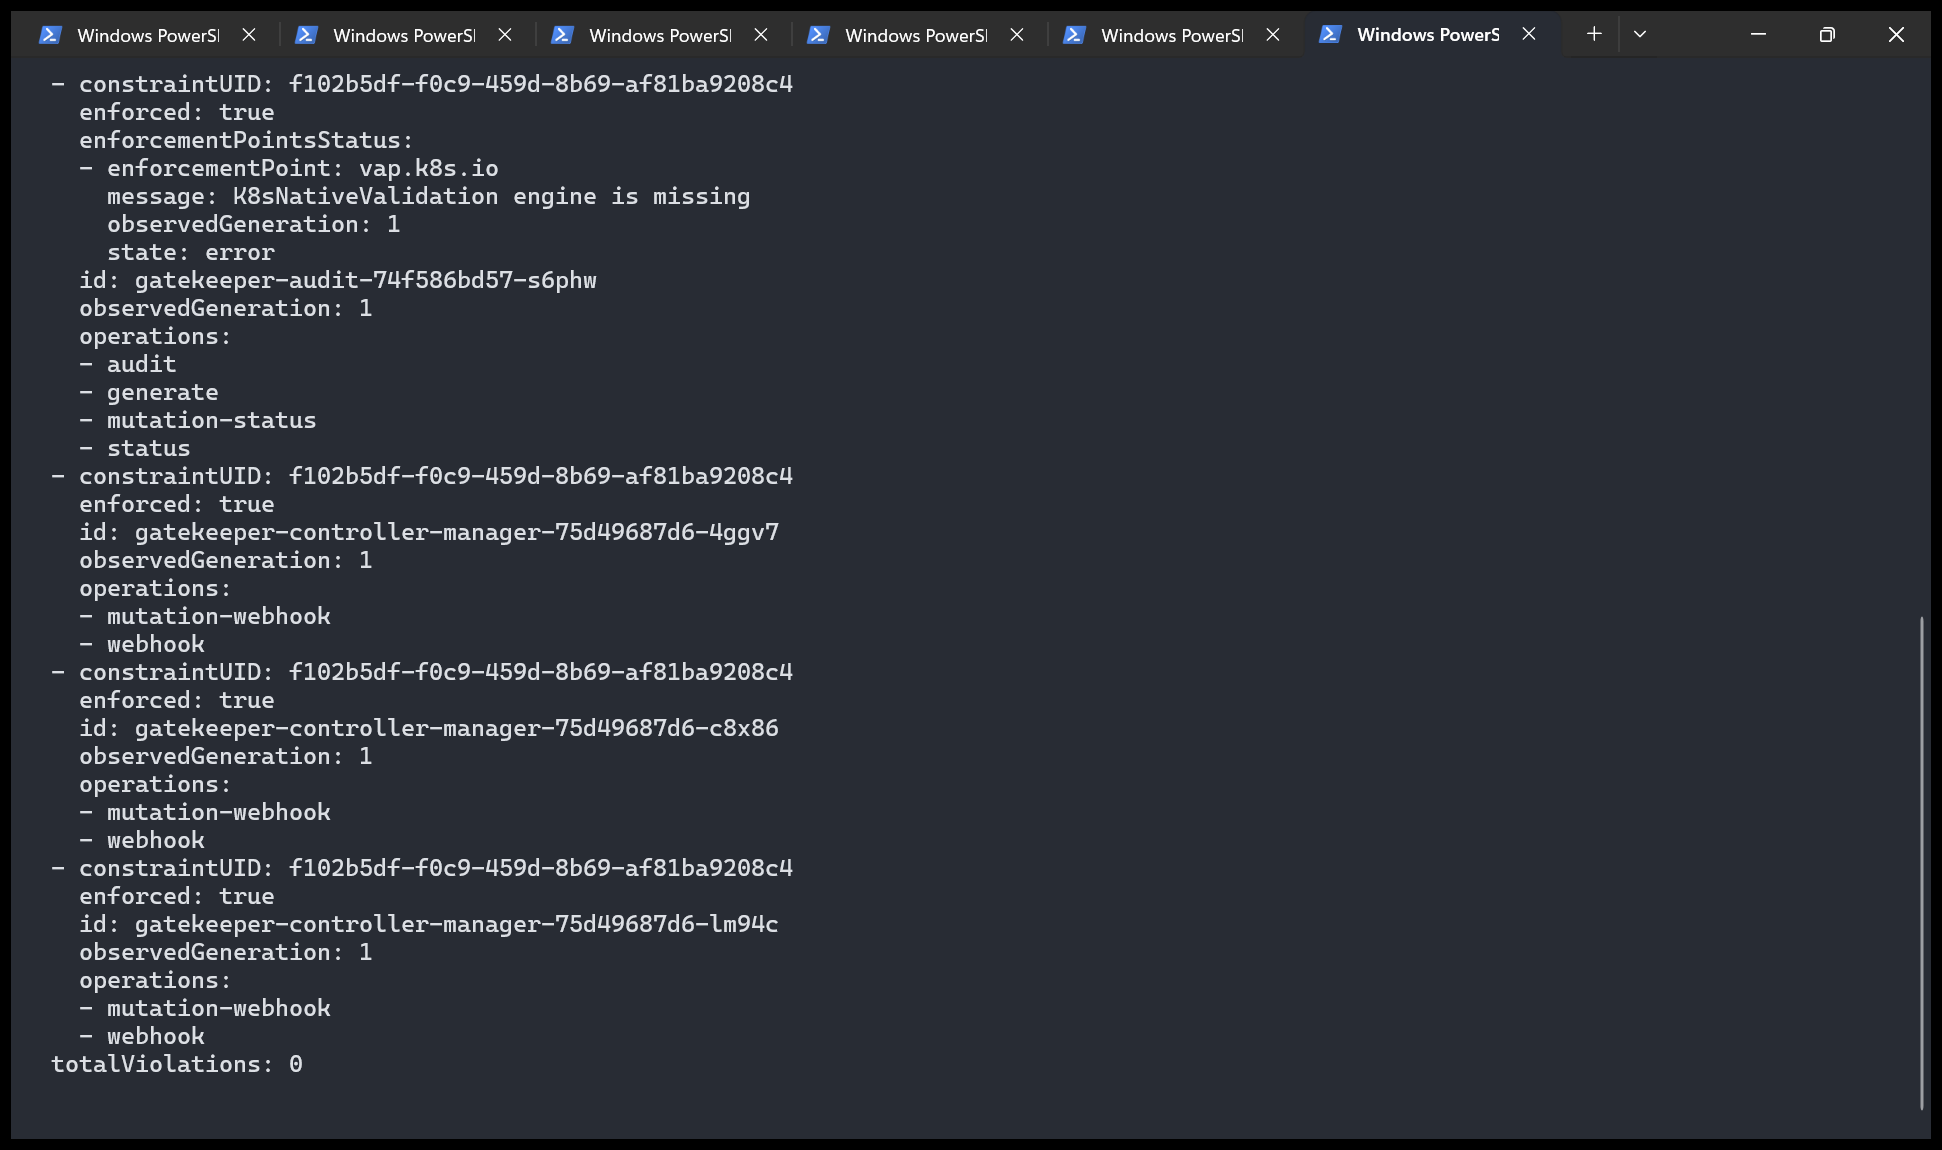 Windows PowerSl Windows PowerSl Windows PowerSl Windows PowerSl Windows PowerSl Windows PowerS
- constraintUID: f102b5df-f0c9-459d-8b69-af81ba9208c4
  enforced: true
  enforcementPointsStatus:
  - enforcementPoint: vap.k8s.io
    message: K8sNativeValidation engine is missing
    observedGeneration: 1
    state: error
  id: gatekeeper-audit-74f586bd57-s6phw
  observedGeneration: 1
  operations:
  - audit
  - generate
  - mutation-status
  - status
- constraintUID: f102b5df-f0c9-459d-8b69-af81ba9208c4
  enforced: true
  id: gatekeeper-controller-manager-75d49687d6-4ggv7
  observedGeneration: 1
  operations:
  - mutation-webhook
  - webhook
- constraintUID: f102b5df-f0c9-459d-8b69-af81ba9208c4
  enforced: true
  id: gatekeeper-controller-manager-75d49687d6-c8x86
  observedGeneration: 1
  operations:
  - mutation-webhook
  - webhook
- constraintUID: f102b5df-f0c9-459d-8b69-af81ba9208c4
  enforced: true
  id: gatekeeper-controller-manager-75d49687d6-lm94c
  observedGeneration: 1
  operations:
  - mutation-webhook
  - webhook
totalViolations: 0